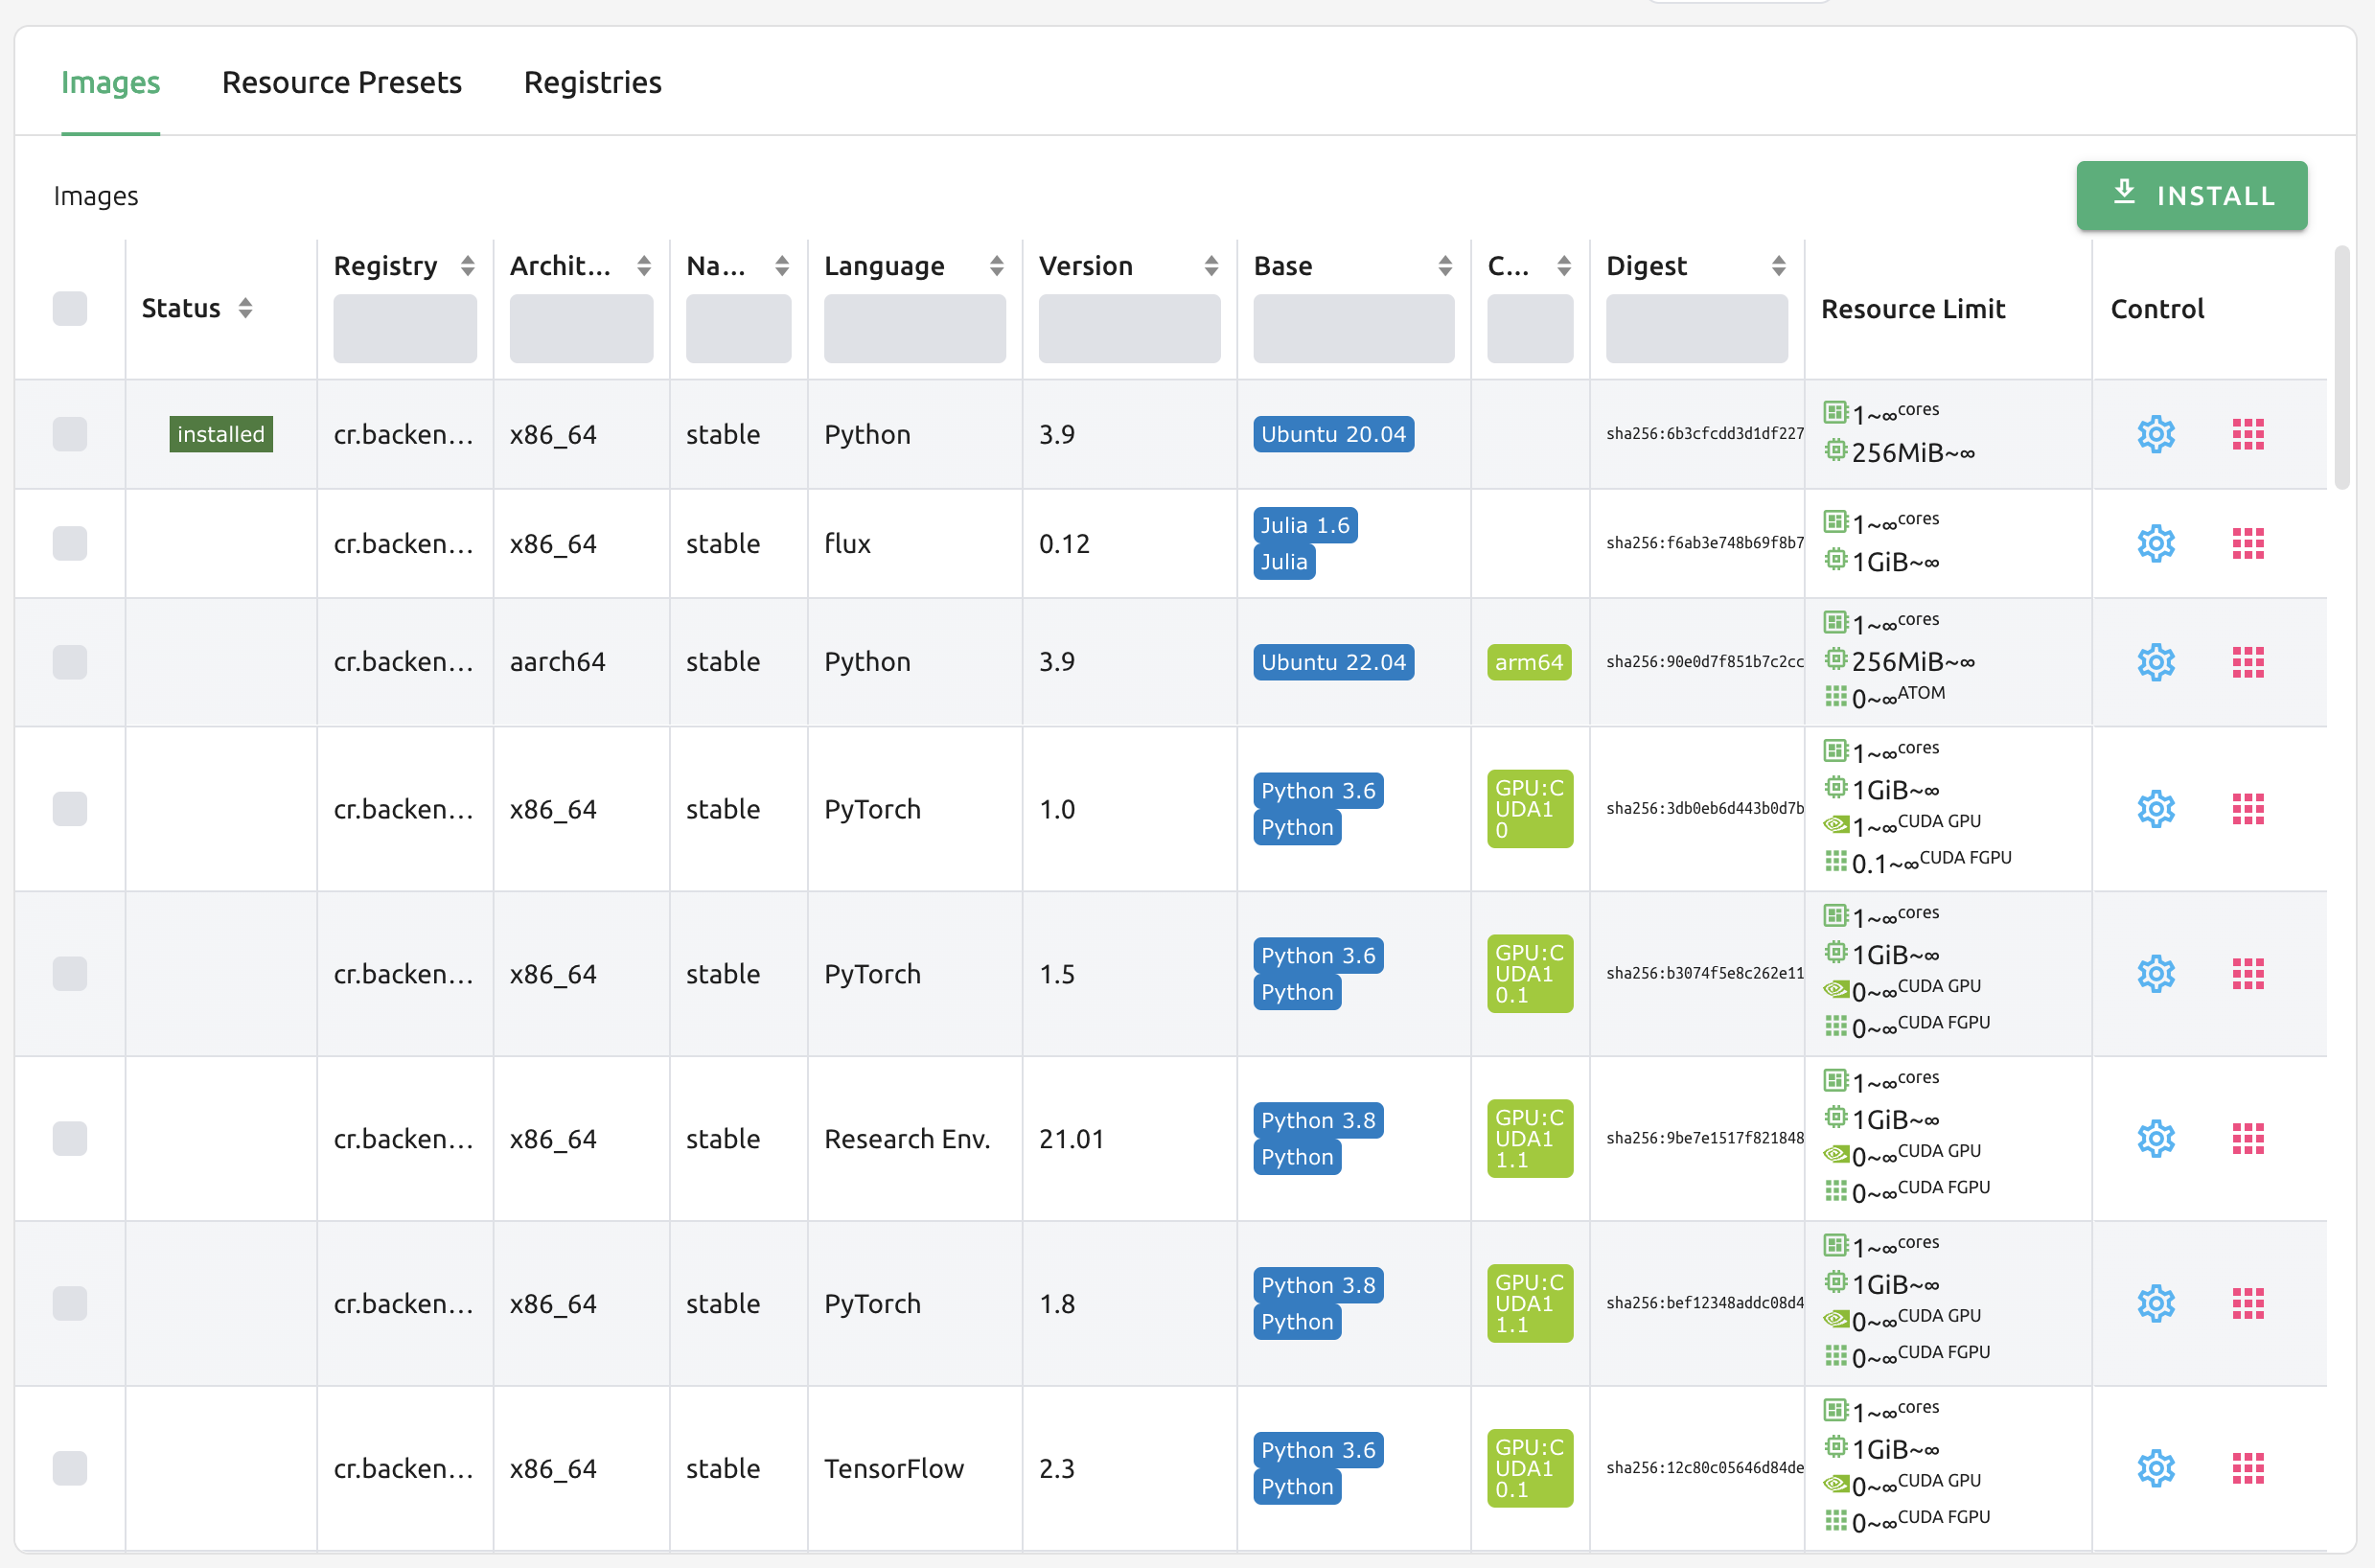 Images Resource Presets Registries
Images INSTALL
Status Registry Archit... Na... Language Version Base C... Digest Resource Limit Control
installed cr.backen... x86_64 stable Python 3.9 Ubuntu 20.04 sha256:6b3cfcdd3d1df227 1~∞cores
256MiB~∞
cr.backen... x86_64 stable flux 0.12 Julia 1.6 Julia sha256:f6ab3e748b69f8b7 1~∞cores
1GiB~∞
cr.backen... aarch64 stable Python 3.9 Ubuntu 22.04 arm64 sha256:90e0d7f851b7c2cc 1~∞cores
256MiB~∞
0~∞ATOM
cr.backen... x86_64 stable PyTorch 1.0 Python 3.6 Python GPU:CUDA10 sha256:3db0eb6d443b0d7b 1~∞cores
1GiB~∞
1~∞CUDA GPU
0.1~∞CUDA FGPU
cr.backen... x86_64 stable PyTorch 1.5 Python 3.6 Python GPU:CUDA10.1 sha256:b3074f5e8c262e11 1~∞cores
1GiB~∞
0~∞CUDA GPU
0~∞CUDA FGPU
cr.backen... x86_64 stable Research Env. 21.01 Python 3.8 Python GPU:CUDA11.1 sha256:9be7e1517f821848 1~∞cores
1GiB~∞
0~∞CUDA GPU
0~∞CUDA FGPU
cr.backen... x86_64 stable PyTorch 1.8 Python 3.8 Python GPU:CUDA11.1 sha256:bef12348addc08d4 1~∞cores
1GiB~∞
0~∞CUDA GPU
0~∞CUDA FGPU
cr.backen... x86_64 stable TensorFlow 2.3 Python 3.6 Python GPU:CUDA10.1 sha256:12c80c05646d84de 1~∞cores
1GiB~∞
0~∞CUDA GPU
0~∞CUDA FGPU